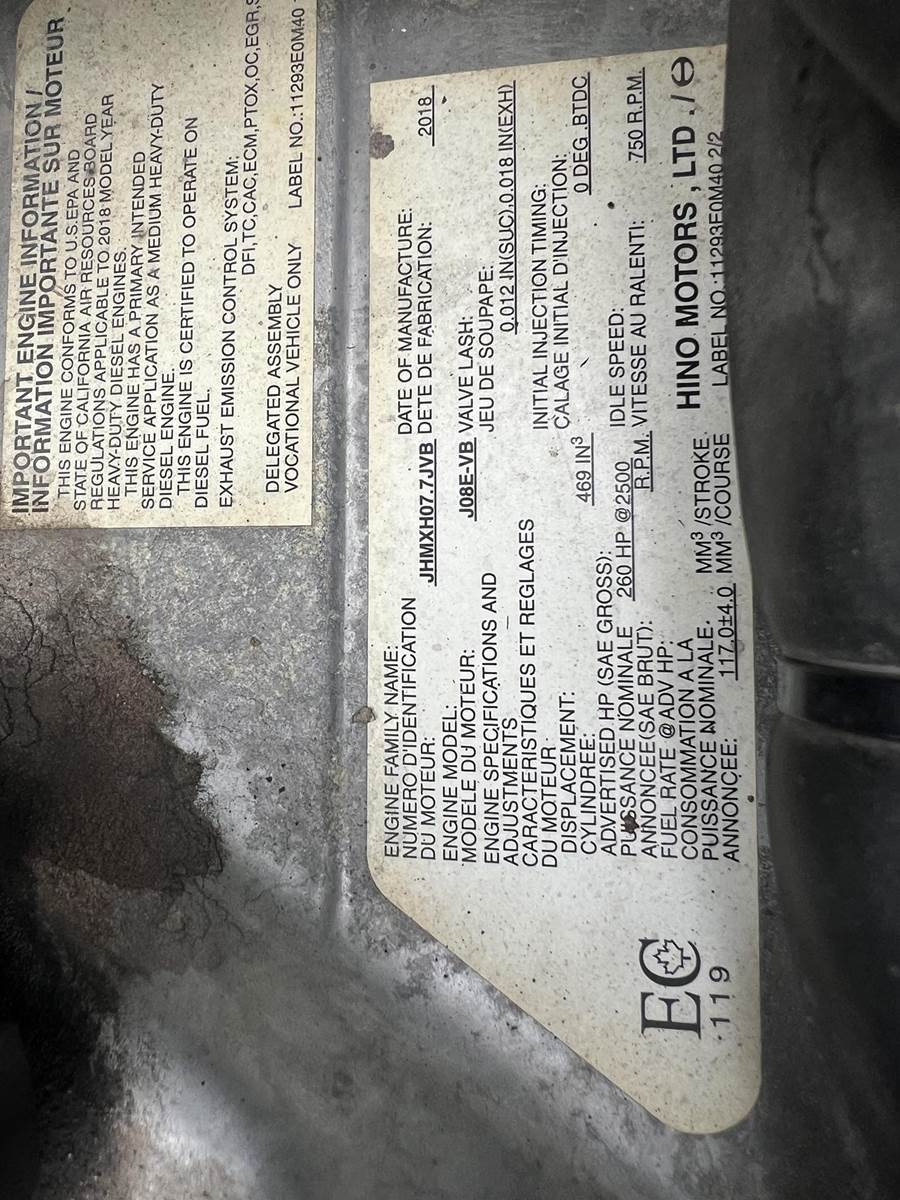 IMPORTANT ENGINE INFORMATION /
INFORMATION IMPORTANTE SUR MOTEUR
THIS ENGINE CONFORMS TO U.S.EPA AND
STATE OF CALIFORNIA AIR RESOURCES BOARD
REGULATIONS APPLICABLE TO 2018 MODEL YEAR
HEAVY-DUTY DIESEL ENGINES.
THIS ENGINE HAS A PRIMARY INTENDED
SERVICE APPLICATION AS A MEDIUM HEAVY-DUTY
DIESEL ENGINE.
THIS ENGINE IS CERTIFIED TO OPERATE ON
DIESEL FUEL.
EXHAUST EMISSION CONTROL SYSTEM:
DFI,TC,CAC,ECM,PTOX,OC,EGR,
DELEGATED ASSEMBLY
VOCATIONAL VEHICLE ONLY LABEL NO.:11293E0M40
ENGINE FAMILY NAME:
NUMERO D'IDENTIFICATION
DU MOTEUR: JHMXH07.7JVB
ENGINE MODEL:
MODELE DU MOTEUR: J08E-VB
ENGINE SPECIFICATIONS AND
ADJUSTMENTS
CARACTERISTIQUES ET REGLAGES
DU MOTEUR
DISPLACEMENT:
CYLINDREE: 469 IN³
ADVERTISED HP (SAE GROSS):
PUISSANCE NOMINALE 260 HP @2500
ANNONCEE(SAE BRUT): R.P.M.
FUEL RATE @ADV HP:
CONSOMMATION A LA
PUISSANCE NOMINALE. MM³ /STROKE
ANNONÇEE: 117.0±4.0 MM³ /COURSE
DATE OF MANUFACTURE:
DETE DE FABRICATION: 2018
VALVE LASH:
JEU DE SOUPAPE:
0.012 IN(SUC),0.018 IN(EXH)
INITIAL INJECTION TIMING:
CALAGE INITIAL D'INJECTION:
0 DEG. BTDC
IDLE SPEED:
VITESSE AU RALENTI: 750 R.P.M.
HINO MOTORS , LTD ./
LABEL NO.:11293E0M40 2/2
EC
119